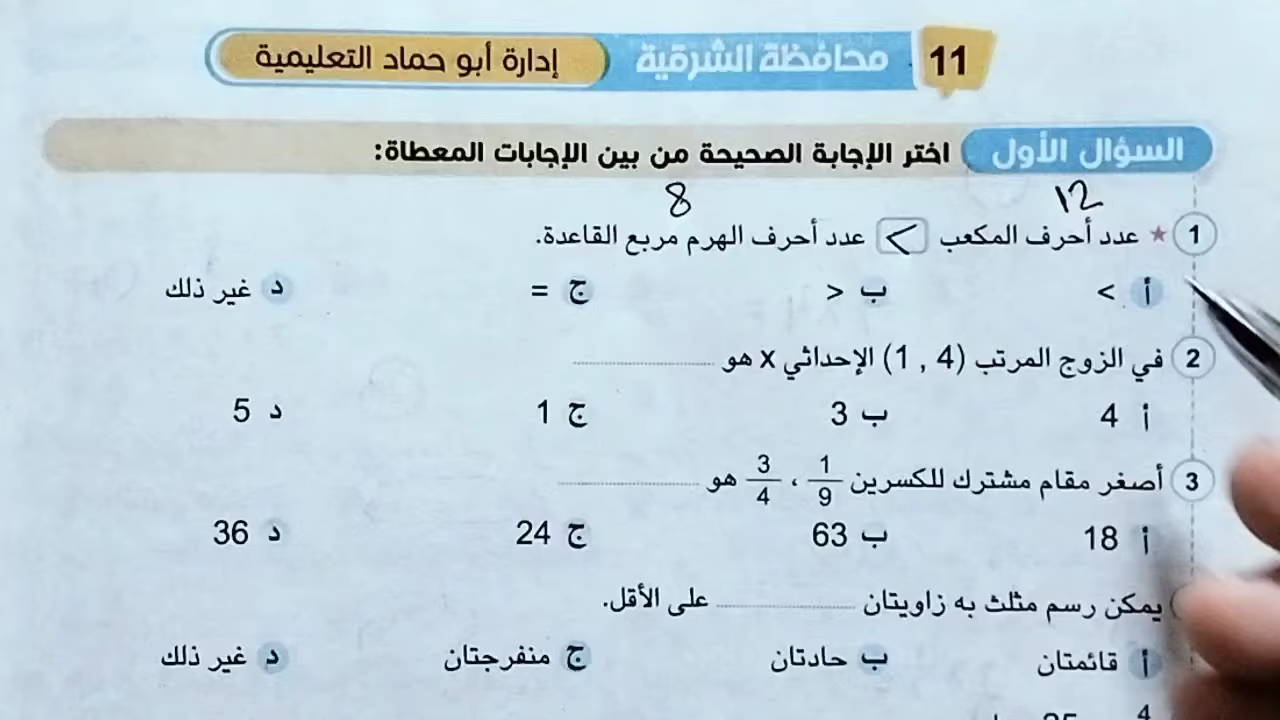 11 محافظة الشرقية إدارة أبو حماد التعليمية
السؤال الأول اختر الإجابة الصحيحة من بين الإجابات المعطاة:
12 8
1 ★ عدد أحرف المكعب < عدد أحرف الهرم مربع القاعدة.
أ < ب > ج = د غير ذلك
2 في الزوج المرتب (1 , 4) الإحداثي x هو ..........
أ 4 ب 3 ج 1 د 5
3 أصغر مقام مشترك للكسرين 1/9 ، 3/4 هو ..........
أ 18 ب 63 ج 24 د 36
يمكن رسم مثلث به زاويتان .......... على الأقل.
أ قائمتان ب حادتان ج منفرجتان د غير ذلك